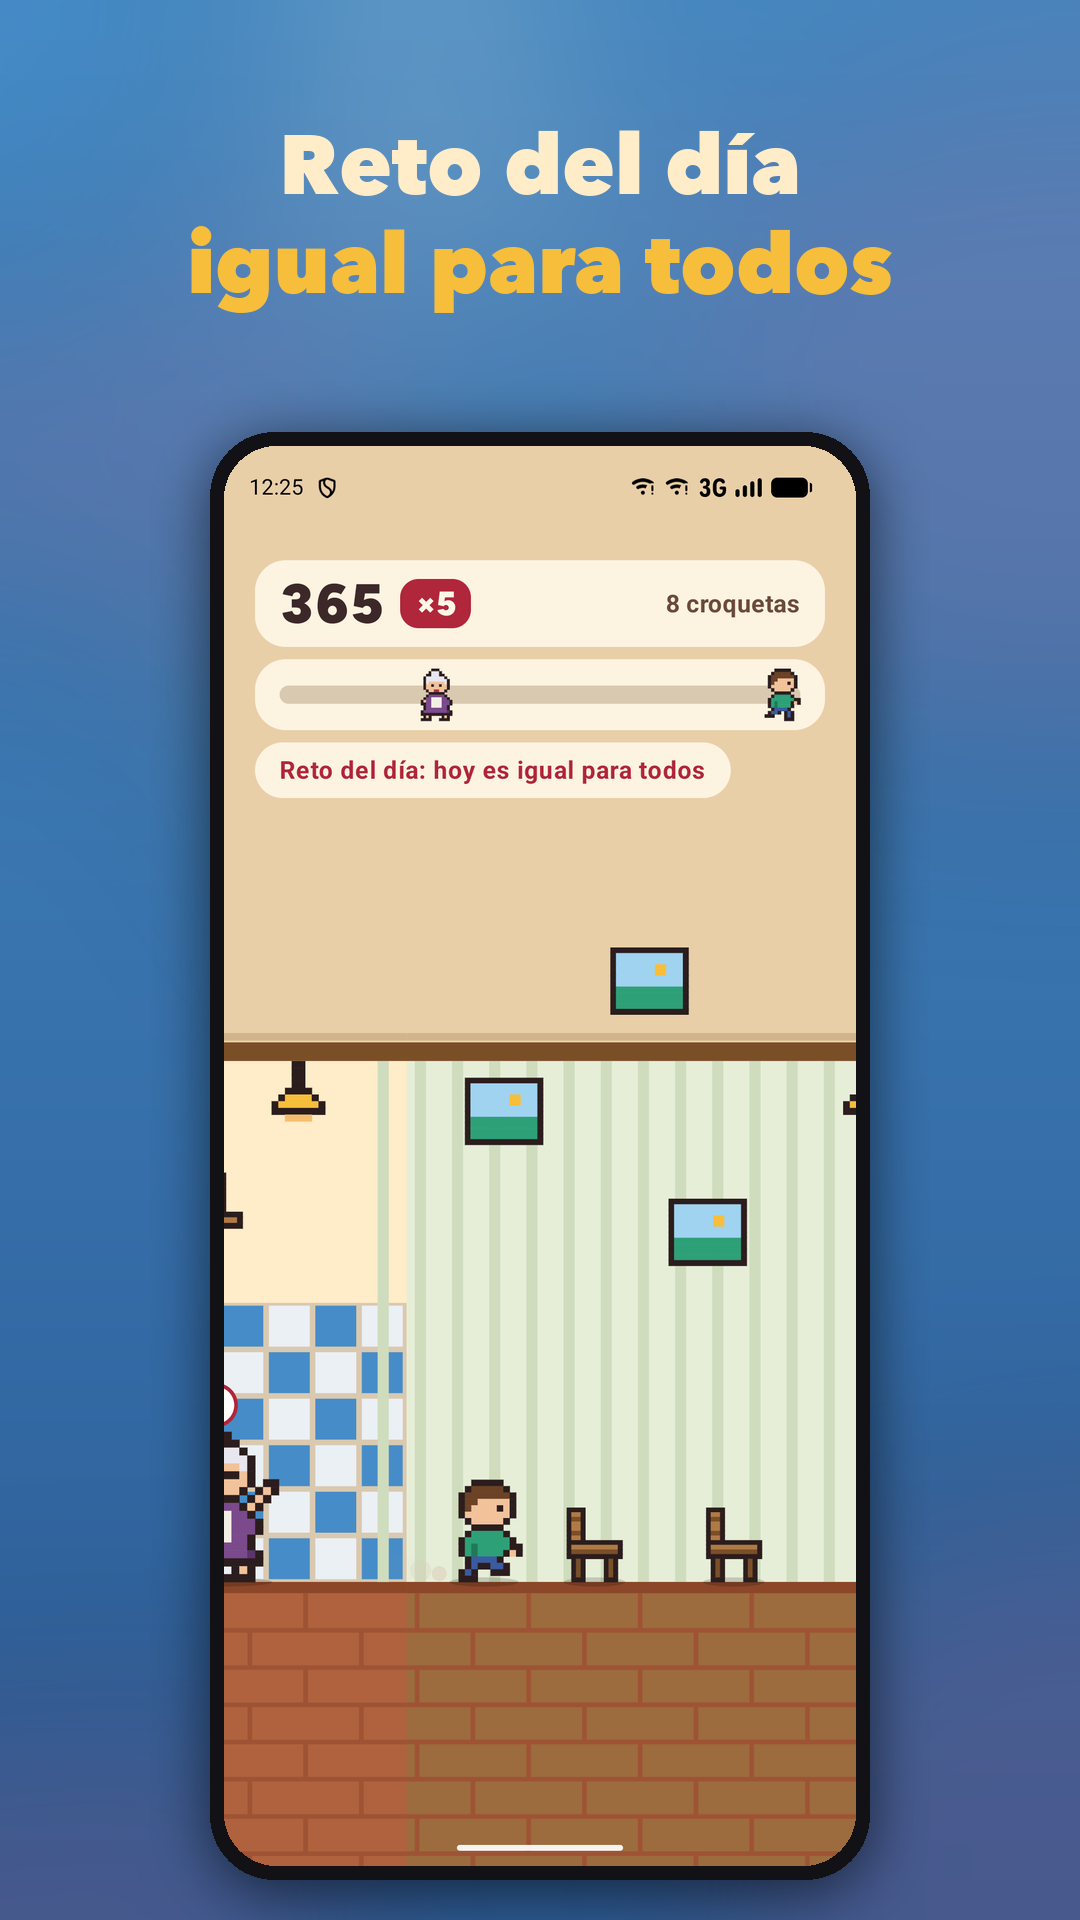 Reto del día
igual para todos
12:25
3G
365 ×5 8 croquetas
Reto del día: hoy es igual para todos